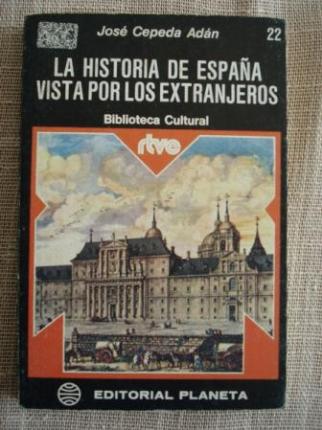 José Cepeda Adán
22
LA HISTORIA DE ESPAÑA
VISTA POR LOS EXTRANJEROS
Biblioteca Cultural
rtve
EDITORIAL PLANETA